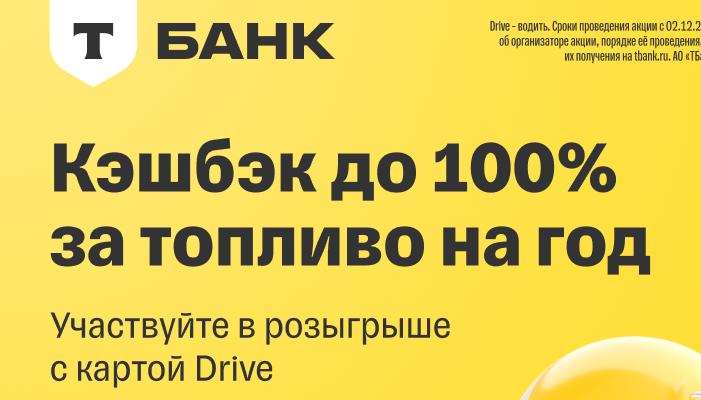 Т БАНК
Drive - водить. Сроки проведения акции с 02.12.2
об организаторе акции, порядке её проведения,
их получения на tbank.ru. АО «ТБа
Кэшбэк до 100%
за топливо на год
Участвуйте в розыгрыше
с картой Drive